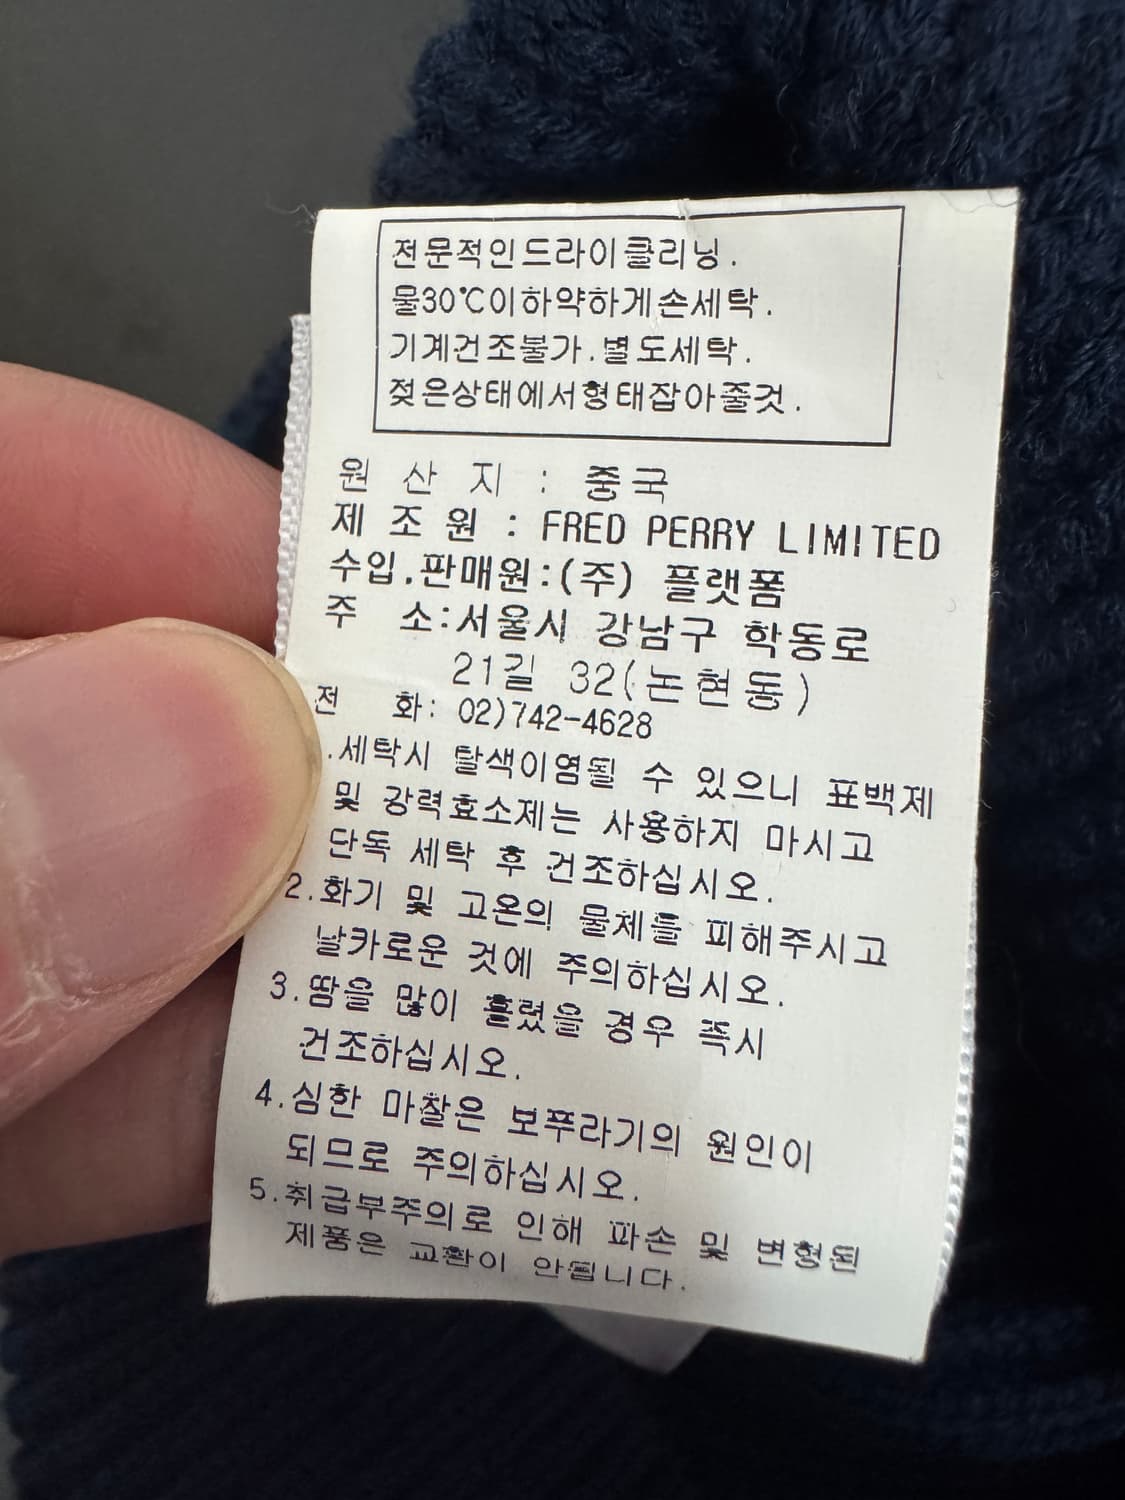 전문적인드라이클리닝.
물30℃이하약하게손세탁.
기계건조불가.별도세탁.
젖은상태에서형태잡아줄것.
원 산 지 : 중국
제 조 원 : FRED PERRY LIMITED
수입.판매원:(주) 플랫폼
주 소:서울시 강남구 학동로
21길 32(논현동)
전 화: 02)742-4628
.세탁시 탈색이염될 수 있으니 표백제
및 강력효소제는 사용하지 마시고
단독 세탁 후 건조하십시오.
2.화기 및 고온의 물체를 피해주시고
날카로운 것에 주의하십시오.
3.땀을 많이 흘렸을 경우 즉시
건조하십시오.
4.심한 마찰은 보푸라기의 원인이
되므로 주의하십시오.
5.취급부주의로 인해 파손 및 변형된
제품은 교환이 안됩니다.